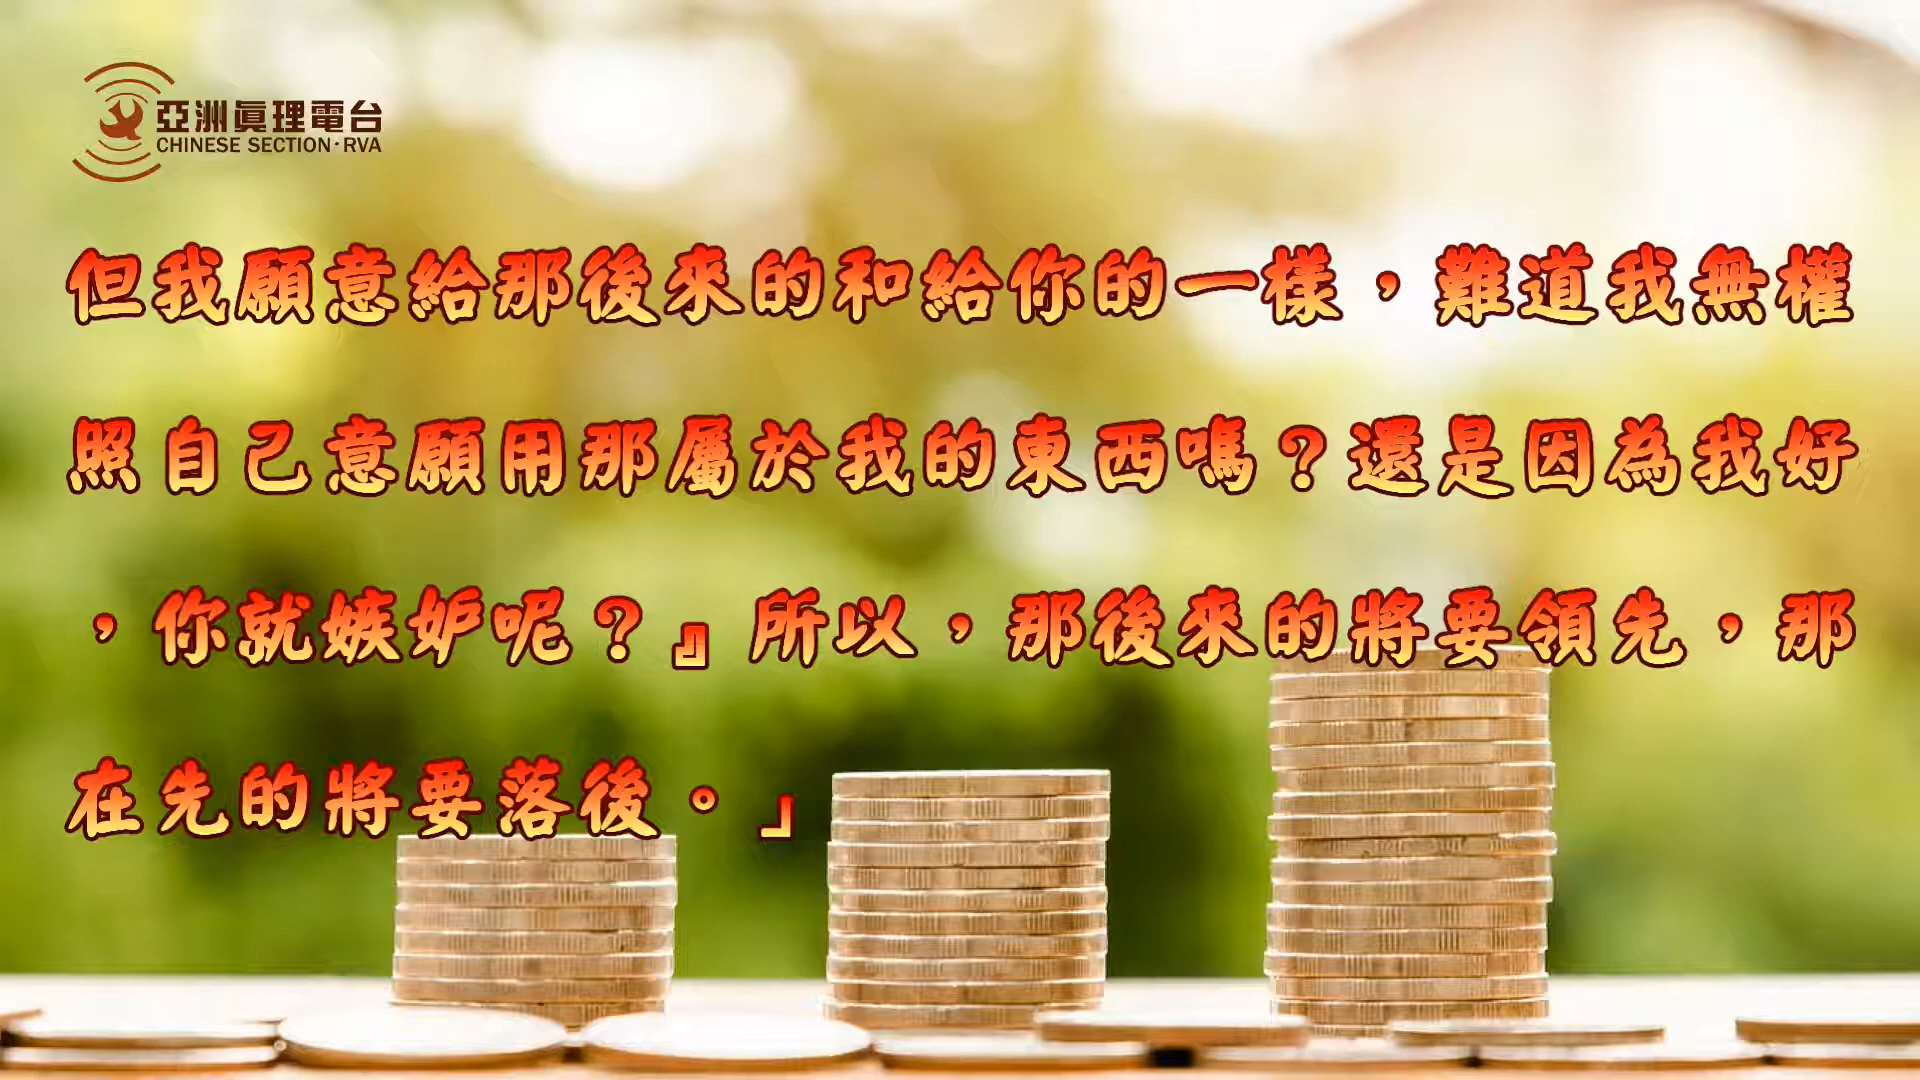 亞洲眞理電台
CHINESE SECTION·RVA
但我願意給那後來的和給你的一樣，難道我無權
照自己意願用那屬於我的東西嗎？還是因為我好
，你就嫉妒呢？』所以，那後來的將要領先，那
在先的將要落後。」